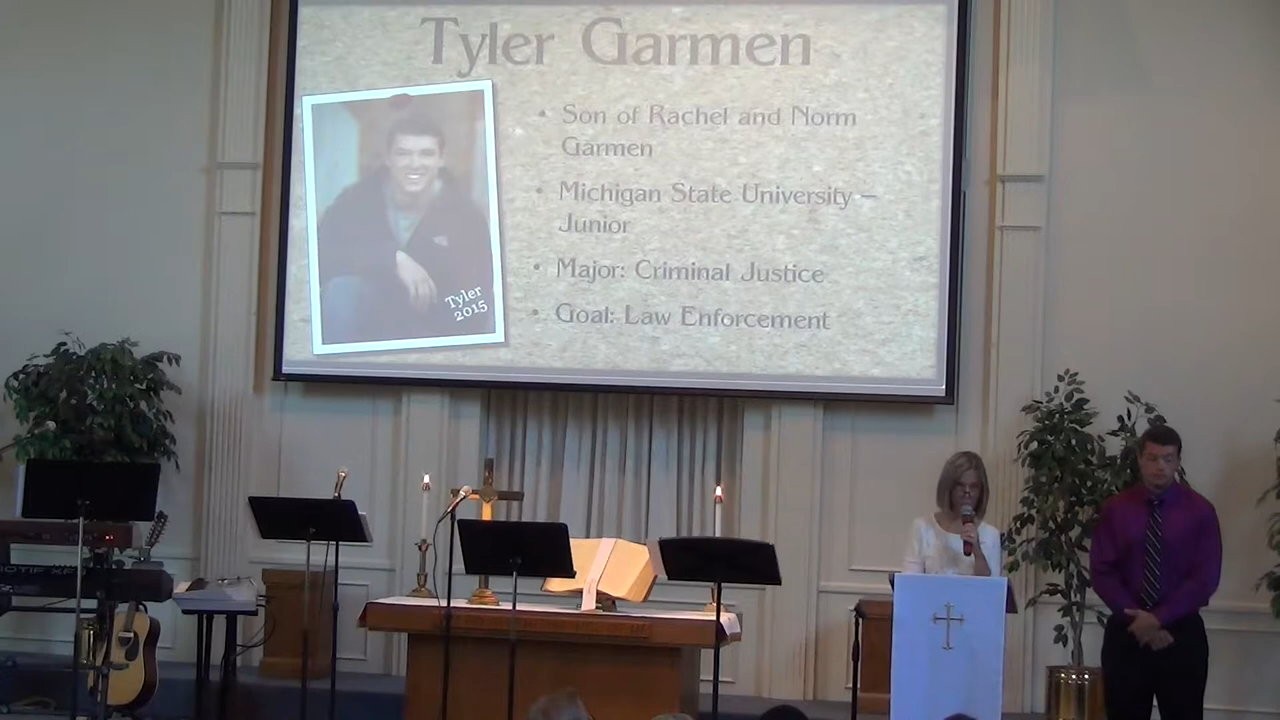 Tyler Garmen
• Son of Rachel and Norm
Garmen
• Michigan State University –
Junior
• Major: Criminal Justice
• Goal: Law Enforcement
Tyler
2015